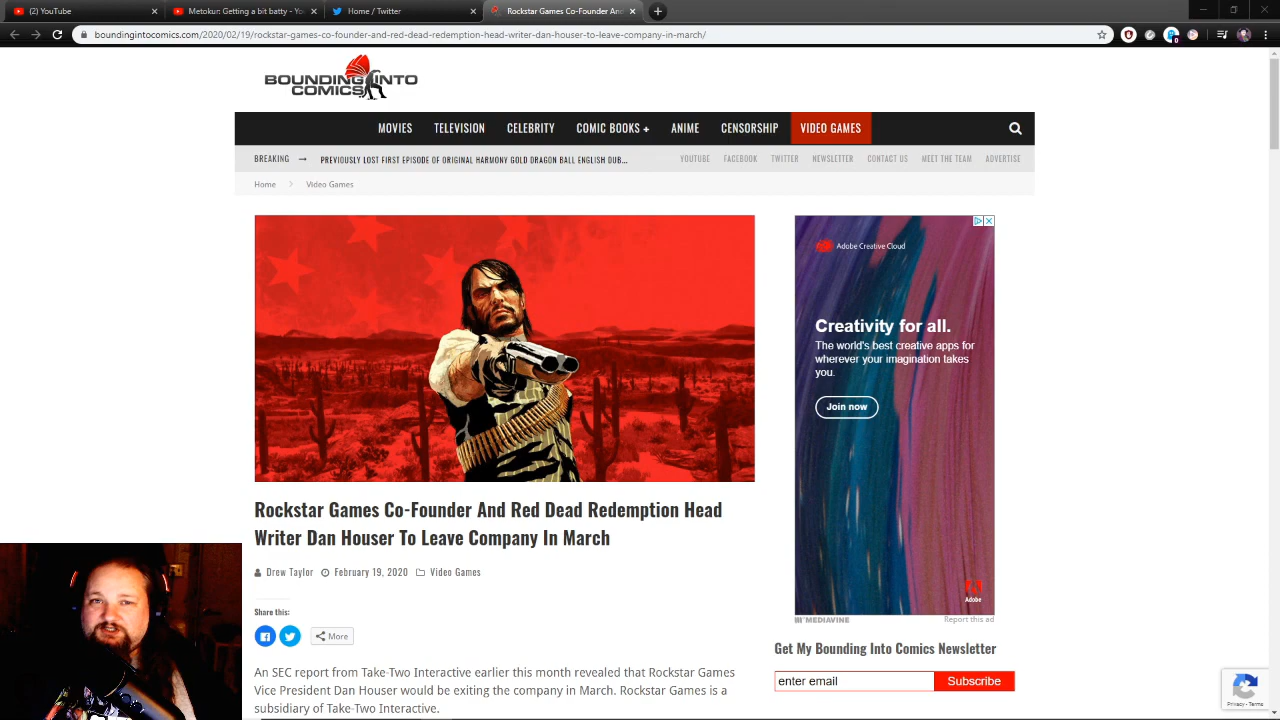 (2) YouTube
Metokur: Getting a bit batty - You
Home / Twitter
Rockstar Games Co-Founder And
boundingintocomics.com/2020/02/19/rockstar-games-co-founder-and-red-dead-redemption-head-writer-dan-houser-to-leave-company-in-march/
BOUNDING INTO
COMICS
MOVIES TELEVISION CELEBRITY COMIC BOOKS + ANIME CENSORSHIP VIDEO GAMES
BREAKING → PREVIOUSLY LOST FIRST EPISODE OF ORIGINAL HARMONY GOLD DRAGON BALL ENGLISH DUB...
YOUTUBE FACEBOOK TWITTER NEWSLETTER CONTACT US MEET THE TEAM ADVERTISE
Home > Video Games
Adobe Creative Cloud
Creativity for all.
The world's best creative apps for
wherever your imagination takes
you.
Join now
Adobe
MEDIAVINE
Report this ad
Rockstar Games Co-Founder And Red Dead Redemption Head
Writer Dan Houser To Leave Company In March
Drew Taylor February 19, 2020 Video Games
Share this:
More
An SEC report from Take-Two Interactive earlier this month revealed that Rockstar Games
Vice President Dan Houser would be exiting the company in March. Rockstar Games is a
subsidiary of Take-Two Interactive.
Get My Bounding Into Comics Newsletter
enter email
Subscribe
Privacy - Terms